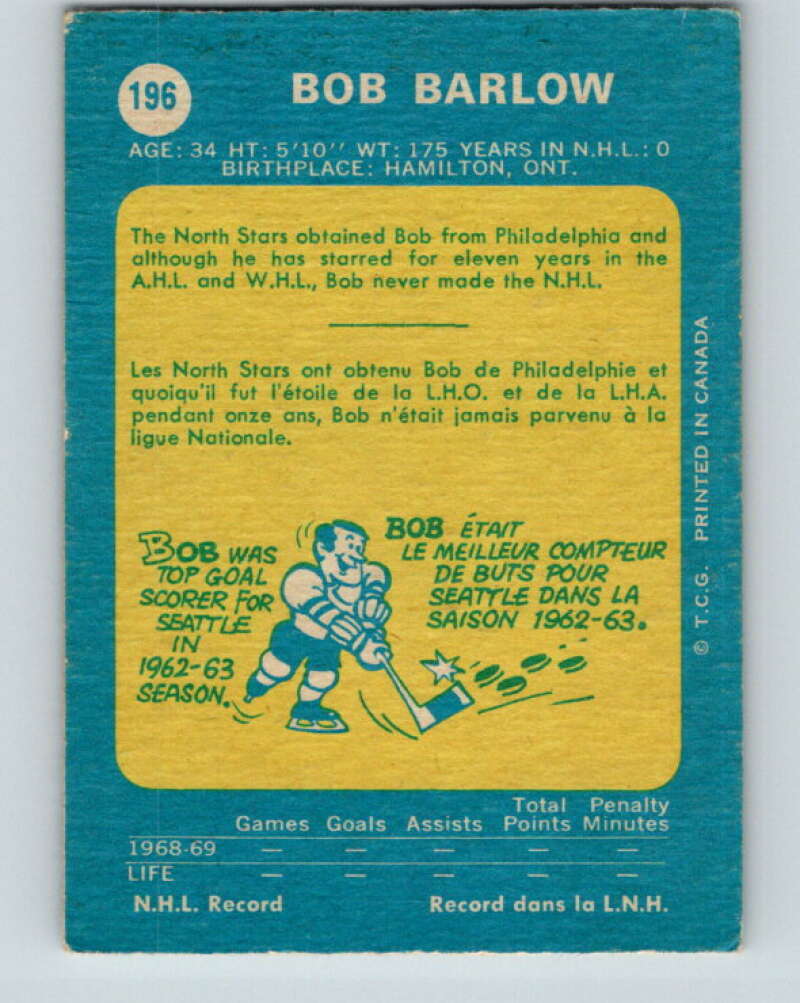 196
BOB BARLOW
AGE: 34 HT: 5'10'' WT: 175 YEARS IN N.H.L.: 0
BIRTHPLACE: HAMILTON, ONT.
The North Stars obtained Bob from Philadelphia and
although he has starred for eleven years in the
A.H.L. and W.H.L., Bob never made the N.H.L.
Les North Stars ont obtenu Bob de Philadelphie et
quoiqu'il fut l'étoile de la L.H.O. et de la L.H.A.
pendant onze ans, Bob n'était jamais parvenu à la
ligue Nationale.
BOB WAS
TOP GOAL
SCORER FOR
SEATTLE
IN
1962-63
SEASON.
BOB ÉTAIT
LE MEILLEUR COMPTEUR
DE BUTS POUR
SEATTLE DANS LA
SAISON 1962-63.
© T.C.G. PRINTED IN CANADA
Games Goals Assists Total Points Penalty Minutes
1968-69 — — — — —
LIFE — — — — —
N.H.L. Record Record dans la L.N.H.